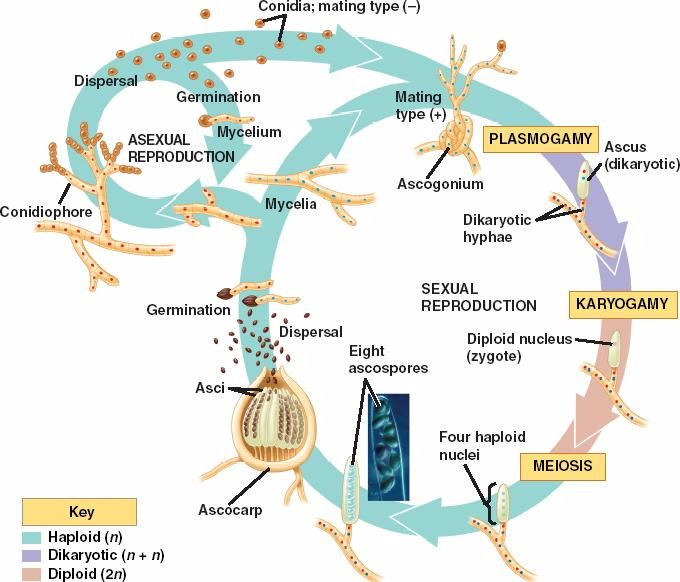 Conidia; mating type (–)
Dispersal
Germination
Mycelium
ASEXUAL
REPRODUCTION
Conidiophore
Mycelia
Mating
type (+)
Ascogonium
PLASMOGAMY
Ascus
(dikaryotic)
Dikaryotic
hyphae
SEXUAL
REPRODUCTION
KARYOGAMY
Diploid nucleus
(zygote)
Germination
Dispersal
Eight
ascospores
Asci
Four haploid
nuclei
MEIOSIS
Ascocarp
Key
Haploid (n)
Dikaryotic (n + n)
Diploid (2n)